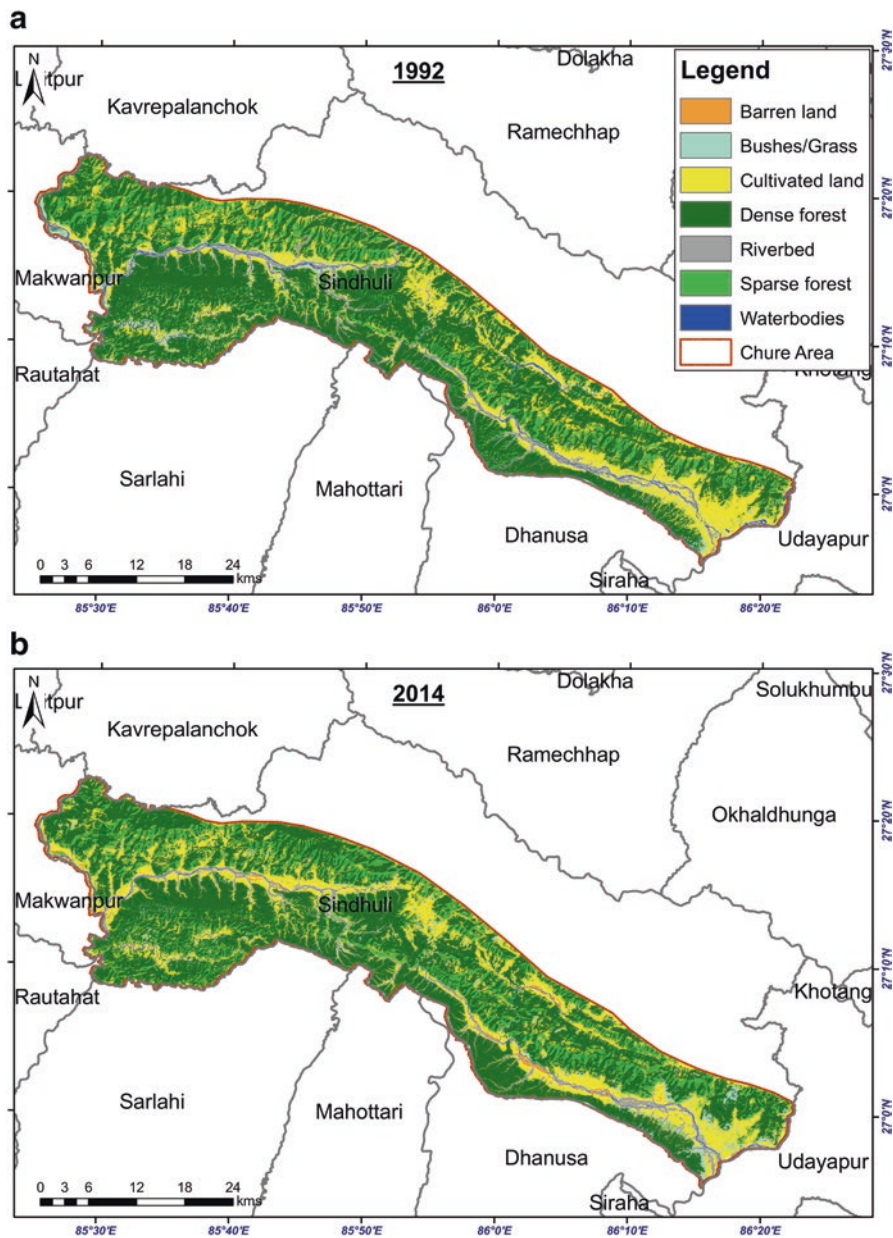 a
1992
N
Dolakha
27°30'N
Legend
Barren land
Bushes/Grass
Cultivated land
Dense forest
Riverbed
Sparse forest
Waterbodies
Chure Area
itpur
Kavrepalanchok
Ramechhap
27°20'N
Makwanpur
Sindhuli
27°10'N
Rautahat
Khotang
Sarlahi
Mahottari
27°0'N
Dhanusa
Udayapur
Siraha
0 3 6 12 18 24
kms
85°30'E 85°40'E 85°50'E 86°0'E 86°10'E 86°20'E
b
2014
N
Dolakha
Solukhumbu
27°30'N
itpur
Kavrepalanchok
Ramechhap
Okhaldhunga
27°20'N
Makwanpur
Sindhuli
27°10'N
Rautahat
Khotang
Sarlahi
Mahottari
27°0'N
Dhanusa
Udayapur
Siraha
0 3 6 12 18 24
kms
85°30'E 85°40'E 85°50'E 86°0'E 86°10'E 86°20'E